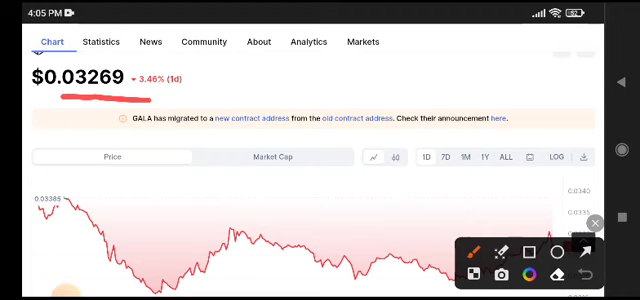 4:05 PM
52
Chart Statistics News Community About Analytics Markets
$0.03269 3.46% (1d)
GALA has migrated to a new contract address from the old contract address. Check their announcement here.
Price Market Cap 1D 7D 1M 1Y ALL LOG
0.03385
0.0340
0.0335